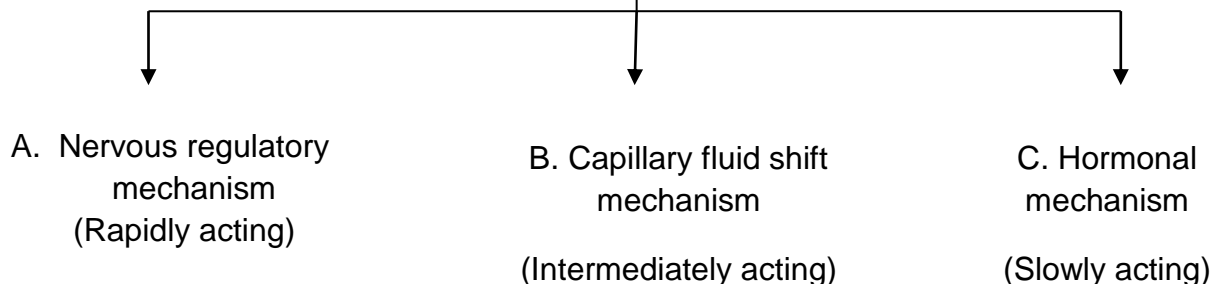 A. Nervous regulatory
mechanism
(Rapidly acting)
B. Capillary fluid shift
mechanism
(Intermediately acting)
C. Hormonal
mechanism
(Slowly acting)